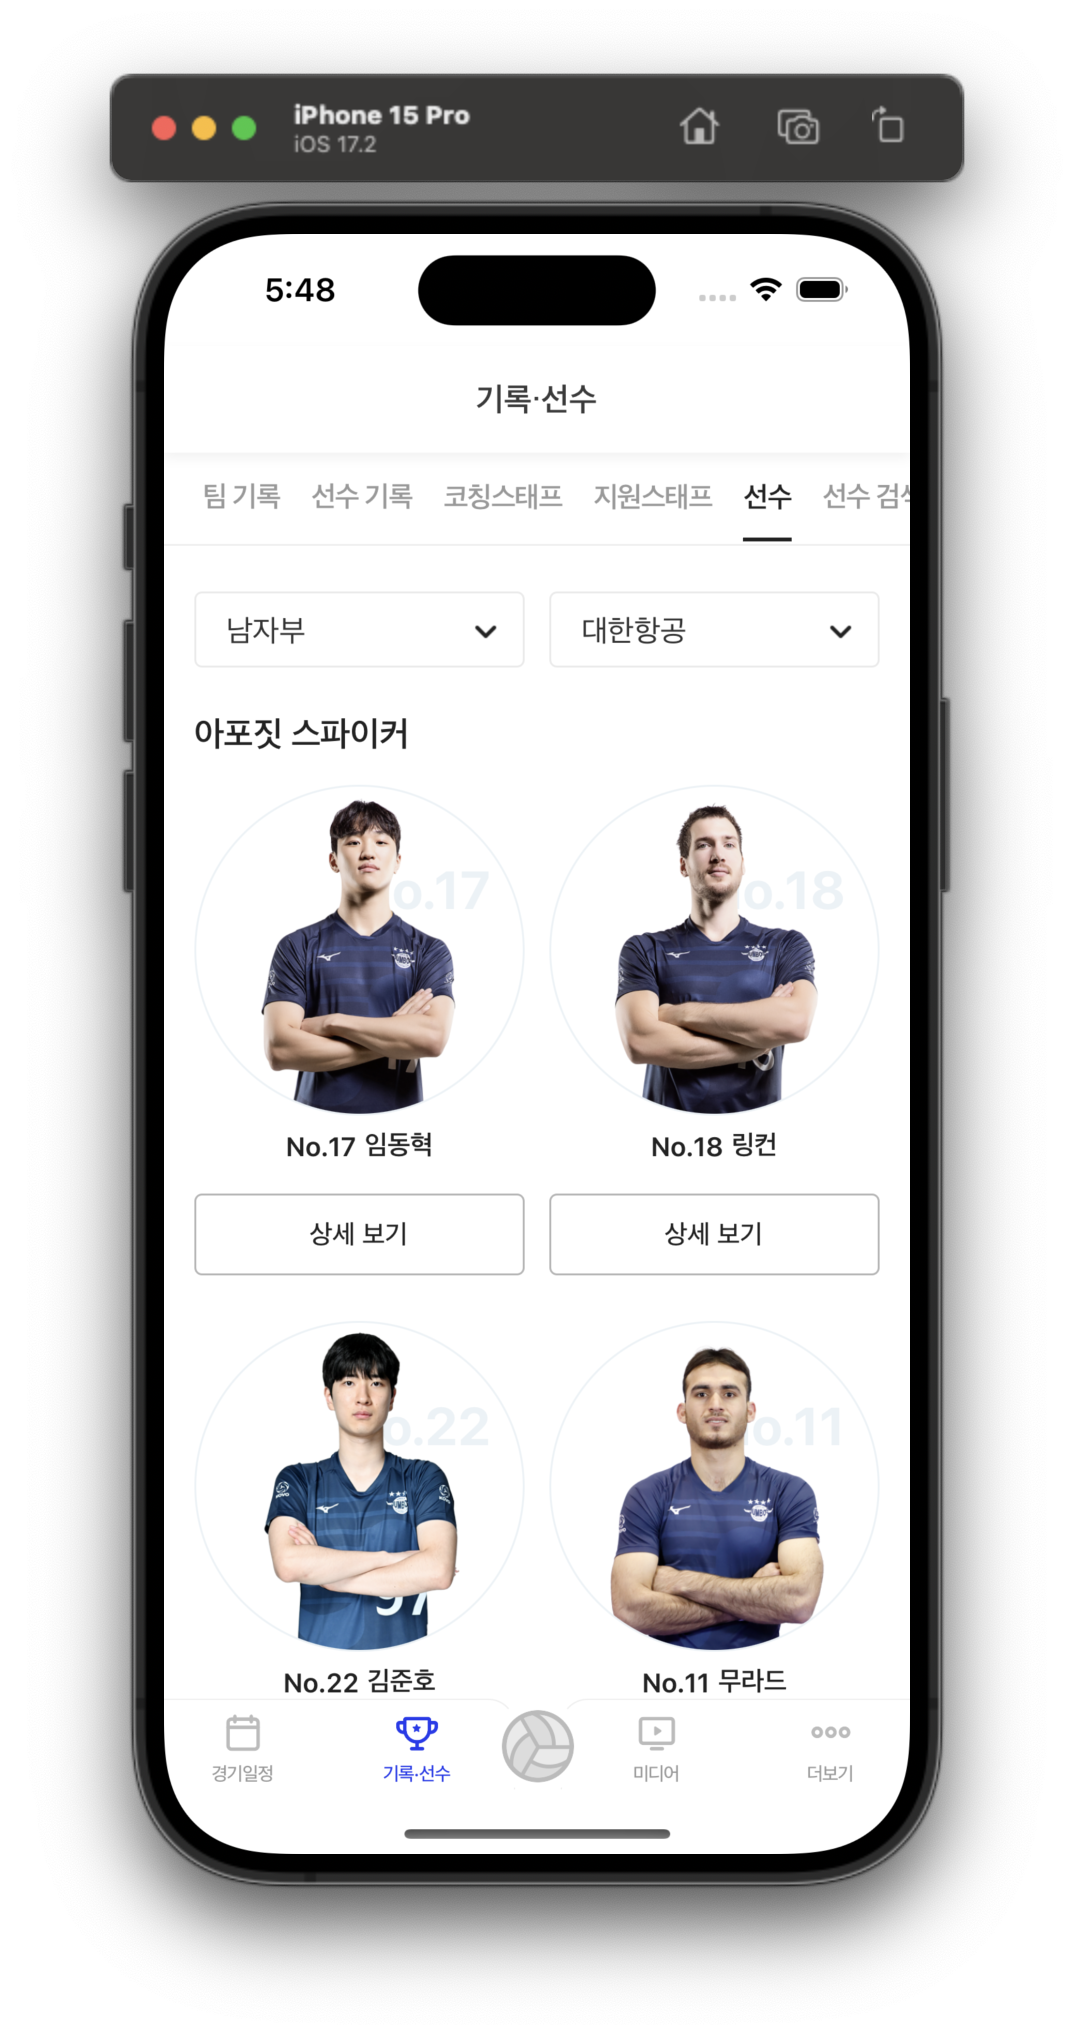 iPhone 15 Pro
iOS 17.2
5:48
기록·선수
팀 기록 선수 기록 코칭스태프 지원스태프 선수 선수
남자부 대한항공
아포짓 스파이커
o.17 o.18
No.17 임동혁 No.18 링컨
상세 보기 상세 보기
o.22 o.11
No.22 김준호 No.11 무라드
경기일정 기록·선수 미디어 더보기